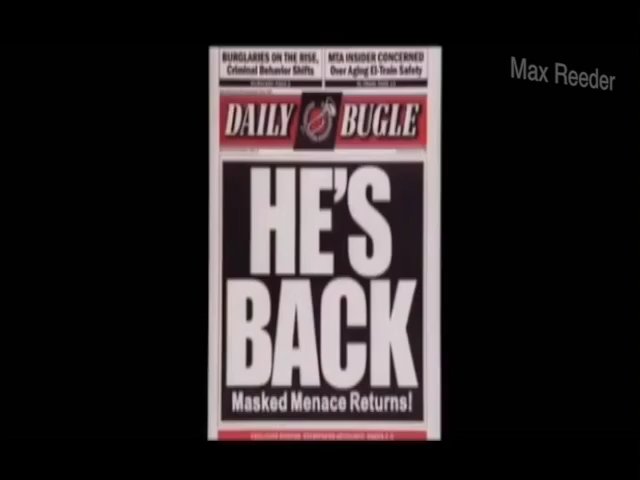 BURGLARIES ON THE RISE,
Criminal Behavior Shifts
MTA INSIDER CONCERNED
Over Aging El-Train Safety
Max Reeder
DAILY BUGLE
HE'S
BACK
Masked Menace Returns!